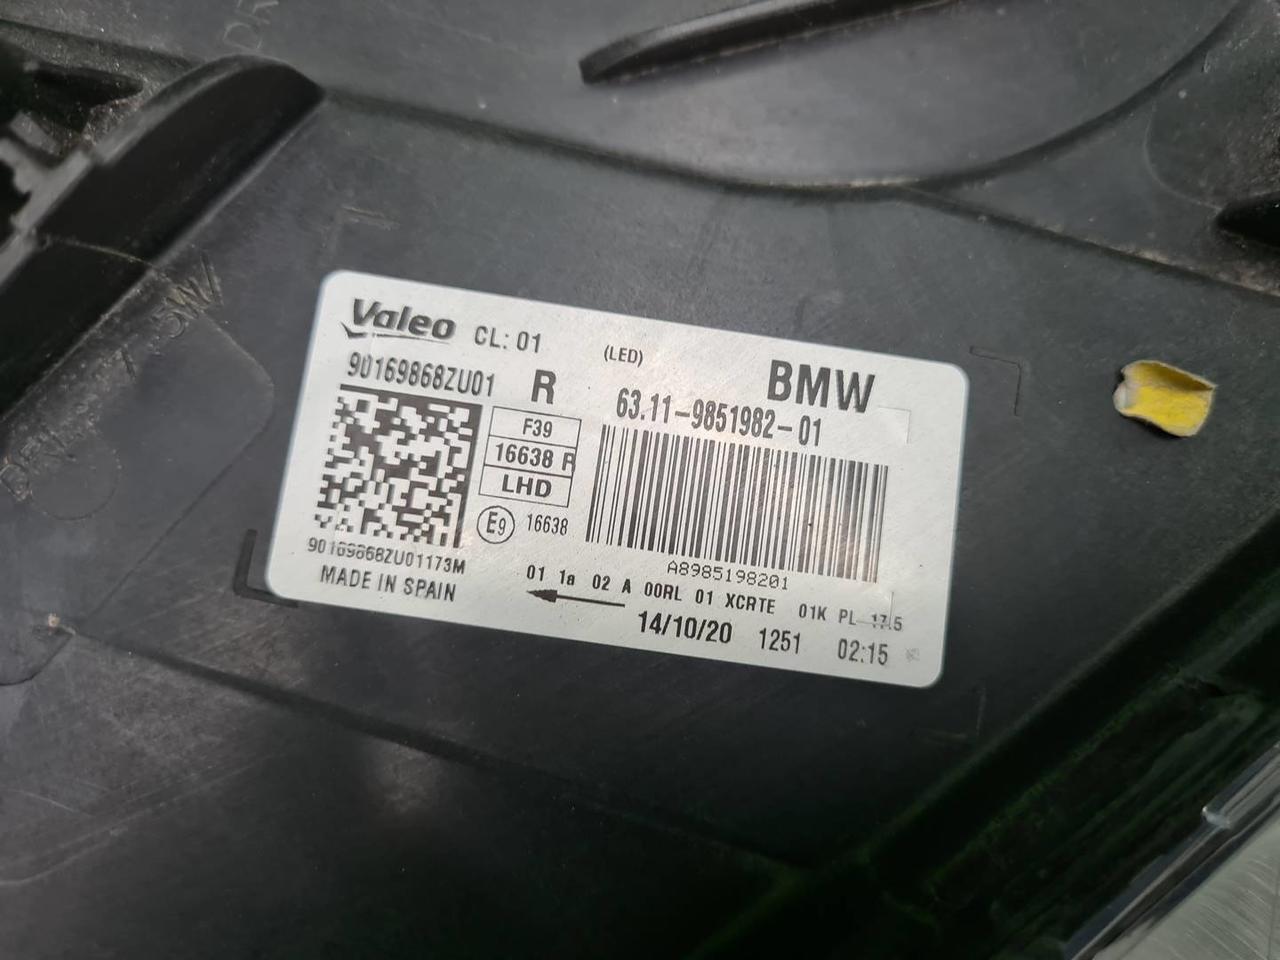 Valeo CL: 01 (LED) BMW
90169868ZU01 R 63.11-9851982-01
F39
16638 R
LHD
E9 16638
90169868ZU01173M
A8985198201
MADE IN SPAIN
01 1a 02 A 00RL 01 XCRTE 01K PL 17.5
14/10/20 1251 02:15